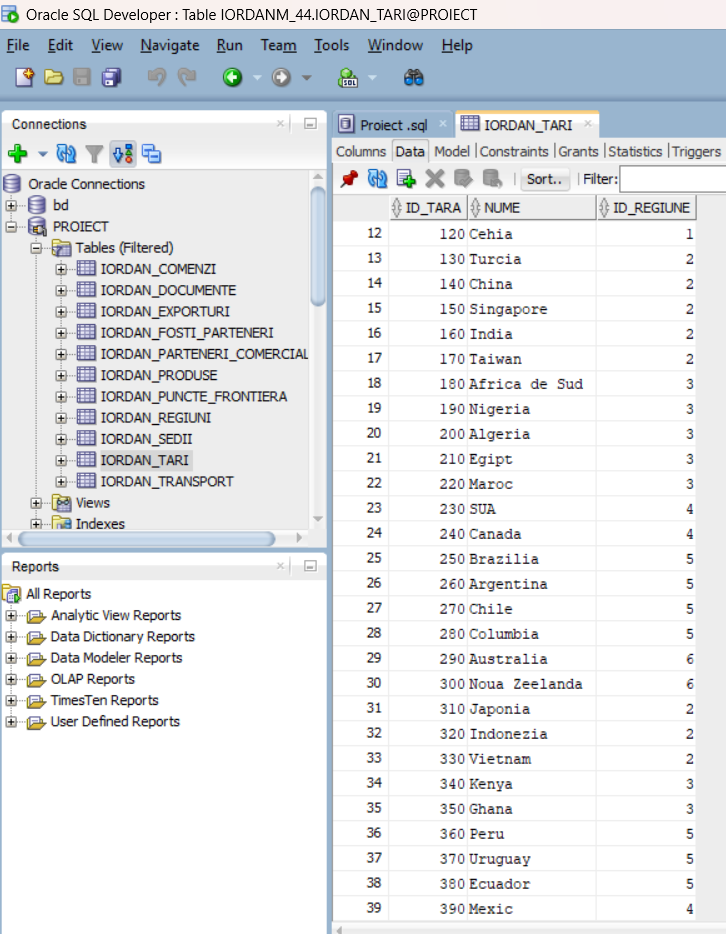 Oracle SQL Developer : Table IORDANM_44.IORDAN_TARI@PROIECT
File Edit View Navigate Run Team Tools Window Help
Connections
Oracle Connections
bd
PROIECT
Tables (Filtered)
IORDAN_COMENZI
IORDAN_DOCUMENTE
IORDAN_EXPORTURI
IORDAN_FOSTI_PARTENERI
IORDAN_PARTENERI_COMERCIAL
IORDAN_PRODUSE
IORDAN_PUNCTE_FRONTIERA
IORDAN_REGIUNI
IORDAN_SEDII
IORDAN_TARI
IORDAN_TRANSPORT
Views
Indexes
Reports
All Reports
Analytic View Reports
Data Dictionary Reports
Data Modeler Reports
OLAP Reports
TimesTen Reports
User Defined Reports
Project .sql IORDAN_TARI
Columns Data Model Constraints Grants Statistics Triggers
Sort.. Filter:
ID_TARA NUME ID_REGIUNE
12 120 Cehia 1
13 130 Turcia 2
14 140 China 2
15 150 Singapore 2
16 160 India 2
17 170 Taiwan 2
18 180 Africa de Sud 3
19 190 Nigeria 3
20 200 Algeria 3
21 210 Egipt 3
22 220 Maroc 3
23 230 SUA 4
24 240 Canada 4
25 250 Brazilia 5
26 260 Argentina 5
27 270 Chile 5
28 280 Columbia 5
29 290 Australia 6
30 300 Noua Zeelanda 6
31 310 Japonia 2
32 320 Indonezia 2
33 330 Vietnam 2
34 340 Kenya 3
35 350 Ghana 3
36 360 Peru 5
37 370 Uruguay 5
38 380 Ecuador 5
39 390 Mexic 4